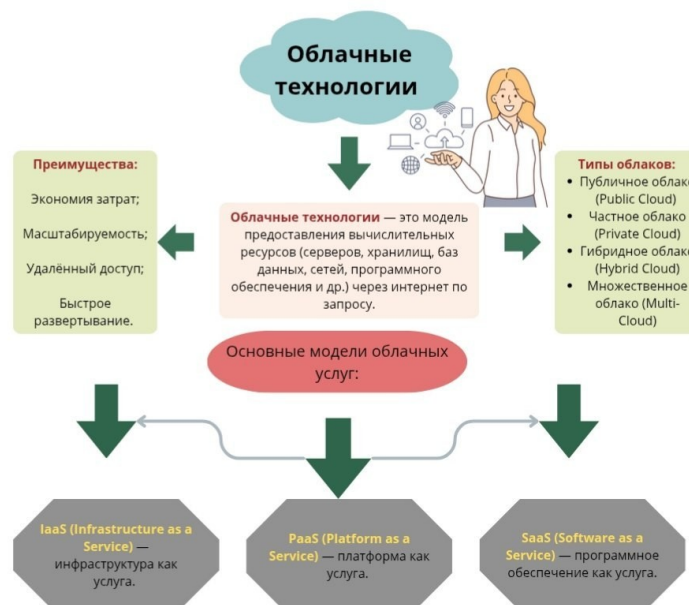 Облачные
технологии
Преимущества:
Экономия затрат;
Масштабируемость;
Удалённый доступ;
Быстрое
развертывание.
Облачные технологии — это модель
предоставления вычислительных
ресурсов (серверов, хранилищ, баз
данных, сетей, программного
обеспечения и др.) через интернет по
запросу.
Типы облаков:
• Публичное облако
(Public Cloud)
• Частное облако
(Private Cloud)
• Гибридное облако
(Hybrid Cloud)
• Множественное
облако (Multi-
Cloud)
Основные модели облачных
услуг:
IaaS (Infrastructure as a
Service) —
инфраструктура как
услуга.
PaaS (Platform as a
Service) — платформа как
услуга.
SaaS (Software as a
Service) — программное
обеспечение как услуга.